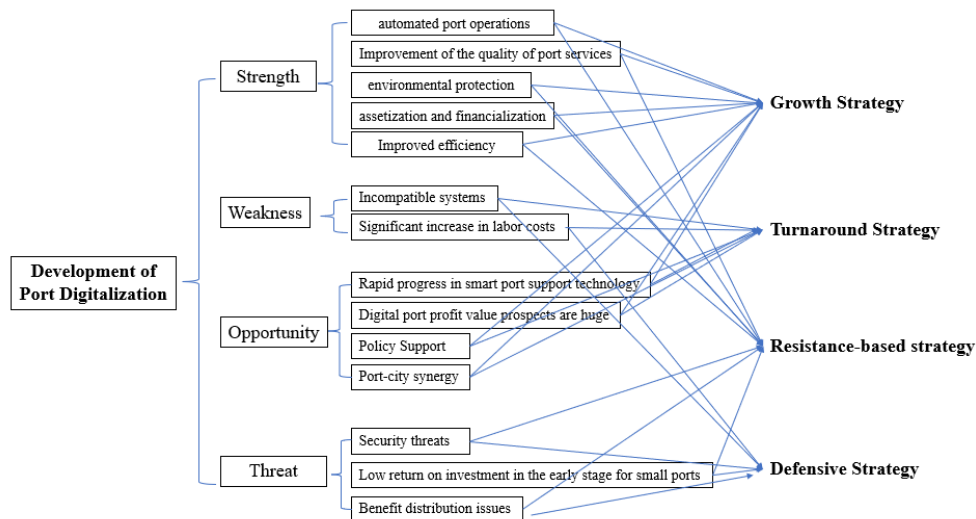 Development of
Port Digitalization
Strength
automated port operations
Improvement of the quality of port services
environmental protection
assetization and financialization
Improved efficiency
Weakness
Incompatible systems
Significant increase in labor costs
Opportunity
Rapid progress in smart port support technology
Digital port profit value prospects are huge
Policy Support
Port-city synergy
Threat
Security threats
Low return on investment in the early stage for small ports
Benefit distribution issues
Growth Strategy
Turnaround Strategy
Resistance-based strategy
Defensive Strategy